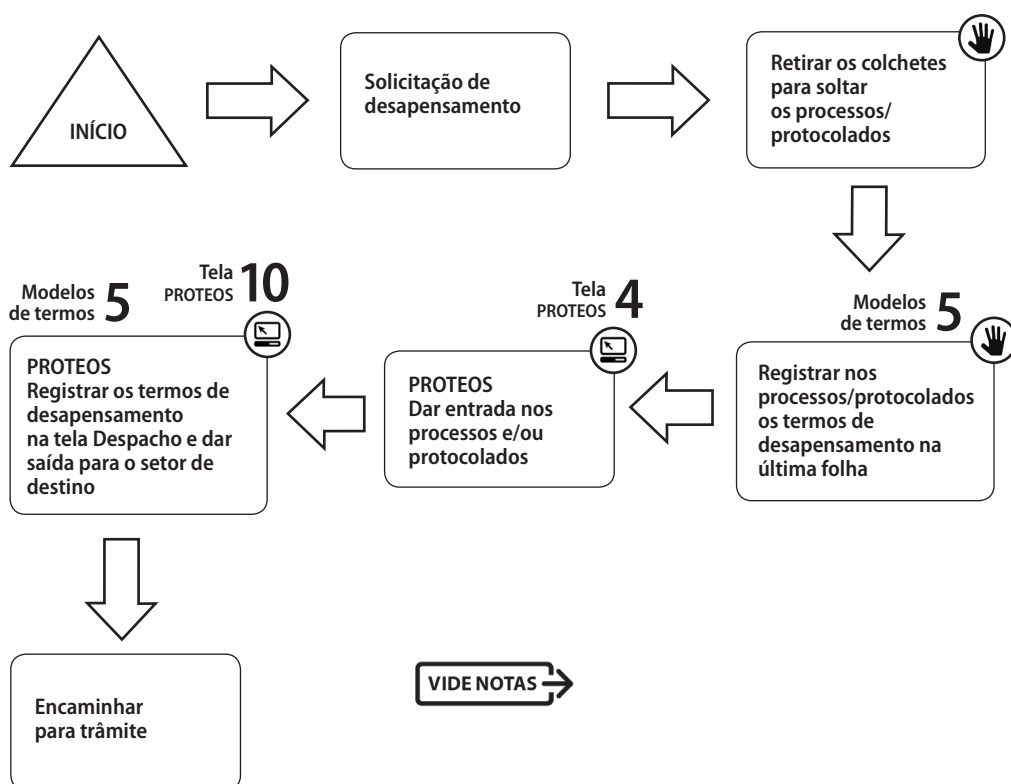 INÍCIO
Solicitação de
desapensamento
Retirar os colchetes
para soltar
os processos/
protocolados
Modelos
de termos 5
Registrar nos
processos/protocolados
os termos de
desapensamento na
última folha
Tela
PROTEOS 4
PROTEOS
Dar entrada nos
processos e/ou
protocolados
Modelos
de termos 5
Tela
PROTEOS 10
PROTEOS
Registrar os termos de
desapensamento
na tela Despacho e dar
saída para o setor de
destino
Encaminhar
para trâmite
VIDE NOTAS